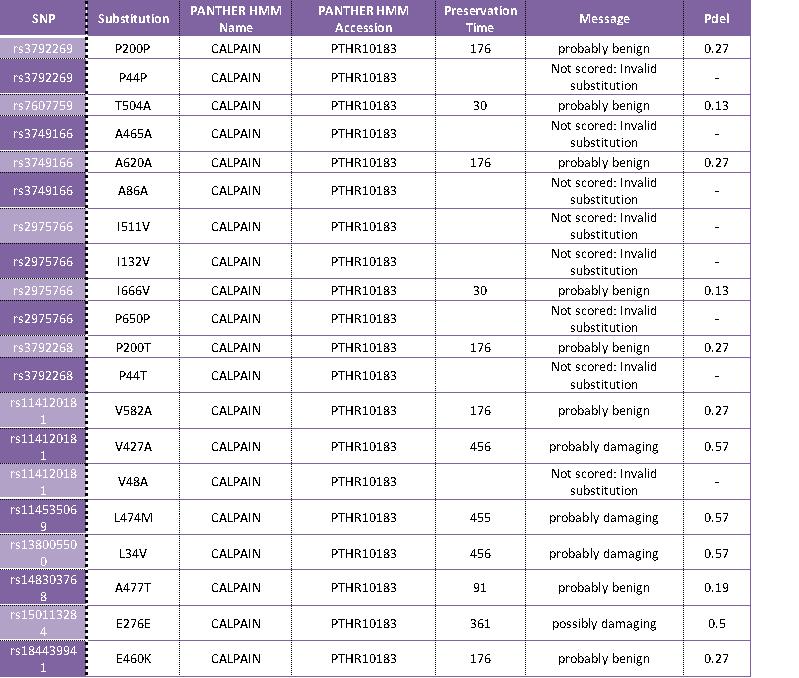 SNP Substitution PANTHER HMM Name PANTHER HMM Accession Preservation Time Message Pdel
rs3792269 P200P CALPAIN PTHR10183 176 probably benign 0.27
rs3792269 P44P CALPAIN PTHR10183 Not scored: Invalid substitution -
rs7607759 T504A CALPAIN PTHR10183 30 probably benign 0.13
rs3749166 A465A CALPAIN PTHR10183 Not scored: Invalid substitution -
rs3749166 A620A CALPAIN PTHR10183 176 probably benign 0.27
rs3749166 A86A CALPAIN PTHR10183 Not scored: Invalid substitution -
rs2975766 I511V CALPAIN PTHR10183 Not scored: Invalid substitution -
rs2975766 I132V CALPAIN PTHR10183 Not scored: Invalid substitution -
rs2975766 I666V CALPAIN PTHR10183 30 probably benign 0.13
rs2975766 P650P CALPAIN PTHR10183 Not scored: Invalid substitution -
rs3792268 P200T CALPAIN PTHR10183 176 probably benign 0.27
rs3792268 P44T CALPAIN PTHR10183 Not scored: Invalid substitution -
rs114120181 V582A CALPAIN PTHR10183 176 probably benign 0.27
rs114120181 V427A CALPAIN PTHR10183 456 probably damaging 0.57
rs114120181 V48A CALPAIN PTHR10183 Not scored: Invalid substitution -
rs114535069 L474M CALPAIN PTHR10183 455 probably damaging 0.57
rs138005500 L34V CALPAIN PTHR10183 456 probably damaging 0.57
rs148303768 A477T CALPAIN PTHR10183 91 probably benign 0.19
rs150113284 E276E CALPAIN PTHR10183 361 possibly damaging 0.5
rs184439941 E460K CALPAIN PTHR10183 176 probably benign 0.27